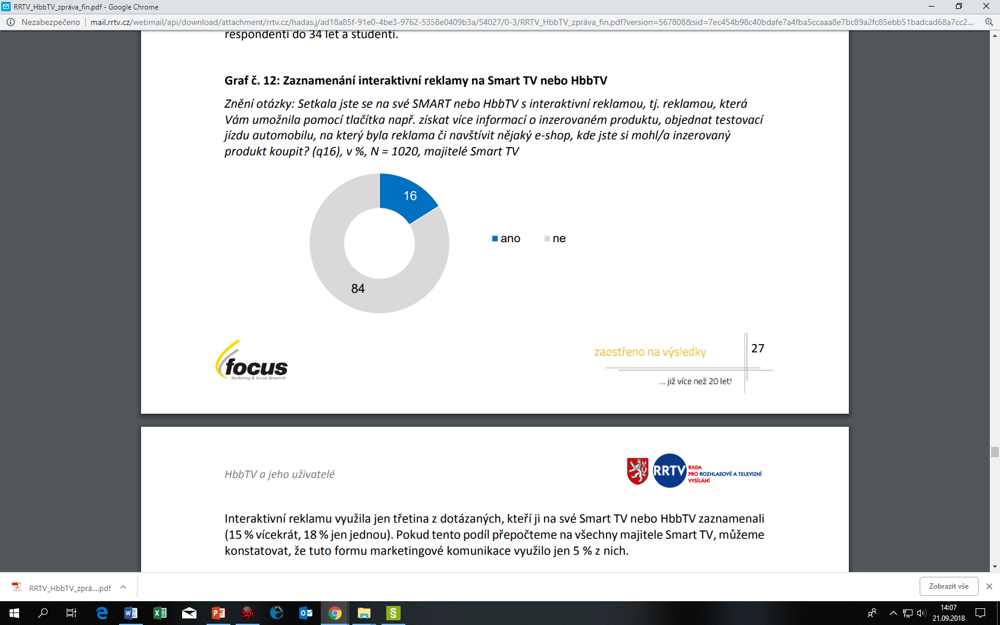 RRTV_HbbTV_zpráva_fin.pdf - Google Chrome
Nezabezpečeno | mail.rrtv.cz/webmail/api/download/attachment/rrtv.cz/hadas.j/ad18a85f-91e0-4be3-9762-5358e0409b3a/54027/0-3/RRTV_HbbTV_zpráva_fin.pdf?version=567808&sid=7ec454b98c40bdafe7a4fba5ccaaa8e7bc89a2fc85ebb51badcad68a7cc2...
respondenti do 34 let a studenti.
Graf č. 12: Zaznamenání interaktivní reklamy na Smart TV nebo HbbTV
Znění otázky: Setkala jste se na své SMART nebo HbbTV s interaktivní reklamou, tj. reklamou, která
Vám umožnila pomocí tlačítka např. získat více informací o inzerovaném produktu, objednat testovací
jízdu automobilu, na který byla reklama či navštívit nějaký e-shop, kde jste si mohl/a inzerovaný
produkt koupit? (q16), v %, N = 1020, majitelé Smart TV
16
ano ne
84
focus
Marketing & Social Research
zaostřeno na výsledky
27
... již více než 20 let!
HbbTV a jeho uživatelé
RRTV
RADA
PRO ROZHLASOVÉ A TELEVIZNÍ
VYSÍLÁNÍ
Interaktivní reklamu využila jen třetina z dotázaných, kteří ji na své Smart TV nebo HbbTV zaznamenali
(15 % vícekrát, 18 % jen jednou). Pokud tento podíl přepočteme na všechny majitele Smart TV, můžeme
konstatovat, že tuto formu marketingové komunikace využilo jen 5 % z nich.
RRTV_HbbTV_zprá....pdf
Zobrazit vše
14:07
21.09.2018